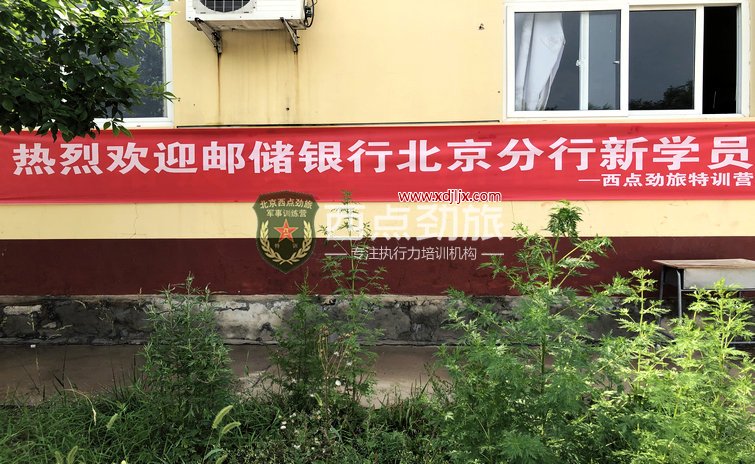 热烈欢迎邮储银行北京分行新学员
—西点劲旅特训营
www.xdjljx.com
北京西点劲旅
军事训练营
西点劲旅
专注执行力培训机构